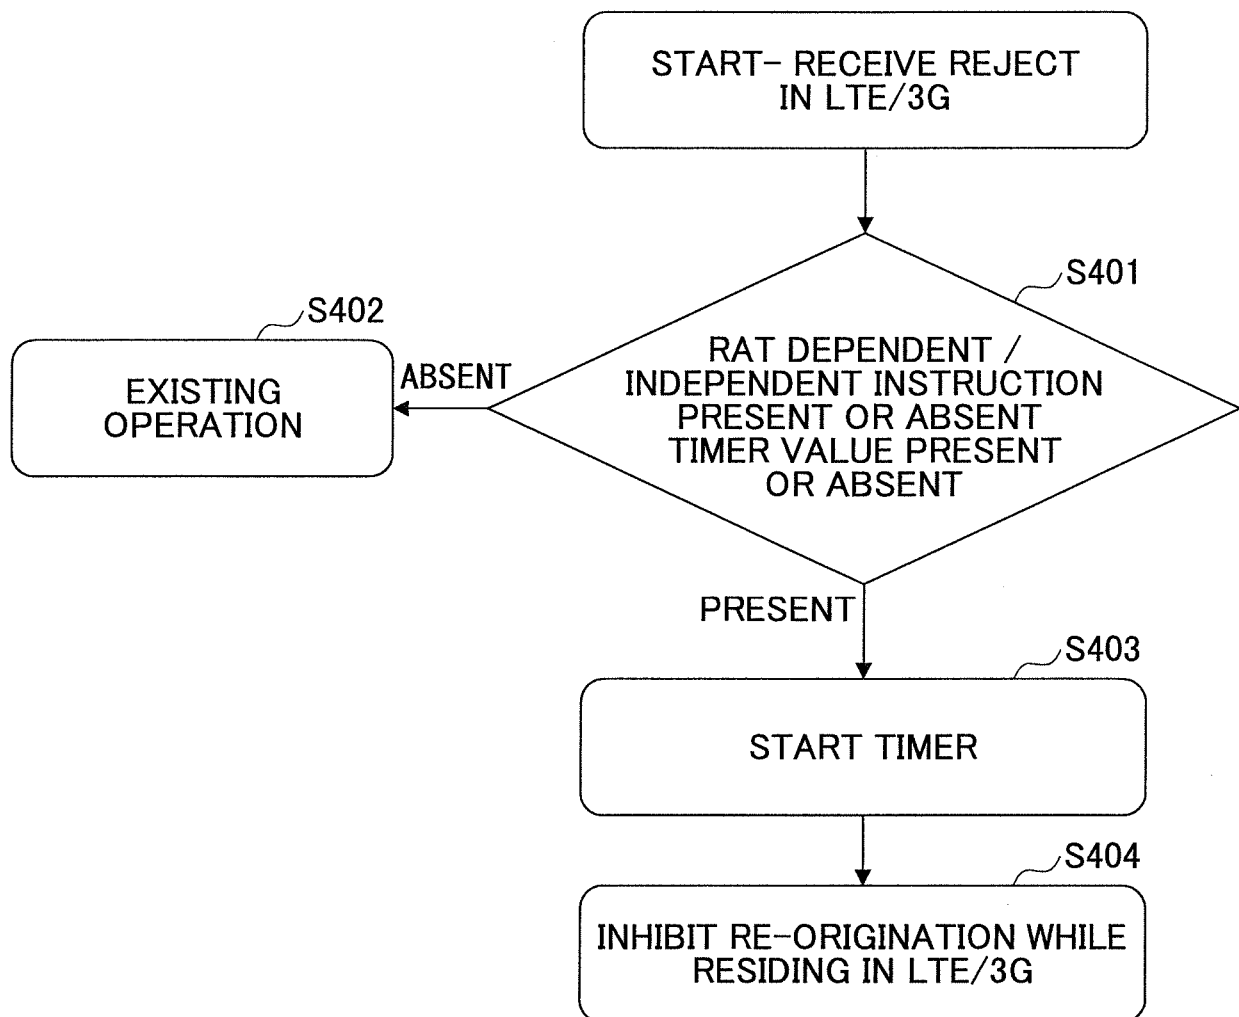 START- RECEIVE REJECT
IN LTE/3G
S401
RAT DEPENDENT /
INDEPENDENT INSTRUCTION
PRESENT OR ABSENT
TIMER VALUE PRESENT
OR ABSENT
ABSENT
S402
EXISTING
OPERATION
PRESENT
S403
START TIMER
S404
INHIBIT RE-ORIGINATION WHILE
RESIDING IN LTE/3G